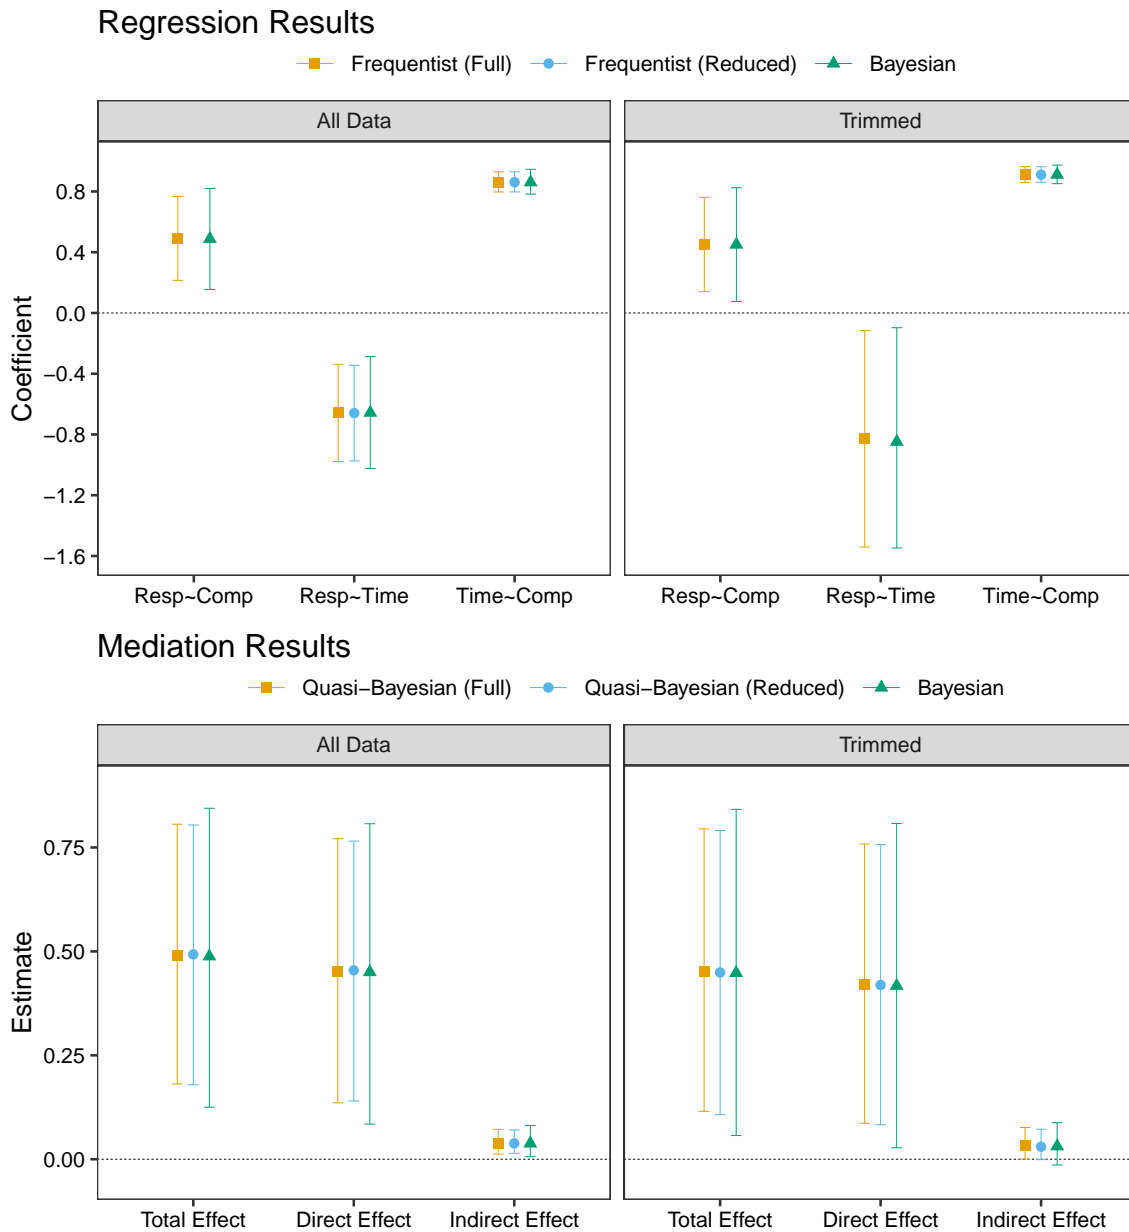 Regression Results
Frequentist (Full) Frequentist (Reduced) Bayesian
All Data Trimmed
Coefficient
0.8
0.4
0.0
−0.4
−0.8
−1.2
−1.6
Resp~Comp Resp~Time Time~Comp Resp~Comp Resp~Time Time~Comp
Mediation Results
Quasi−Bayesian (Full) Quasi−Bayesian (Reduced) Bayesian
All Data Trimmed
Estimate
0.75
0.50
0.25
0.00
Total Effect Direct Effect Indirect Effect Total Effect Direct Effect Indirect Effect